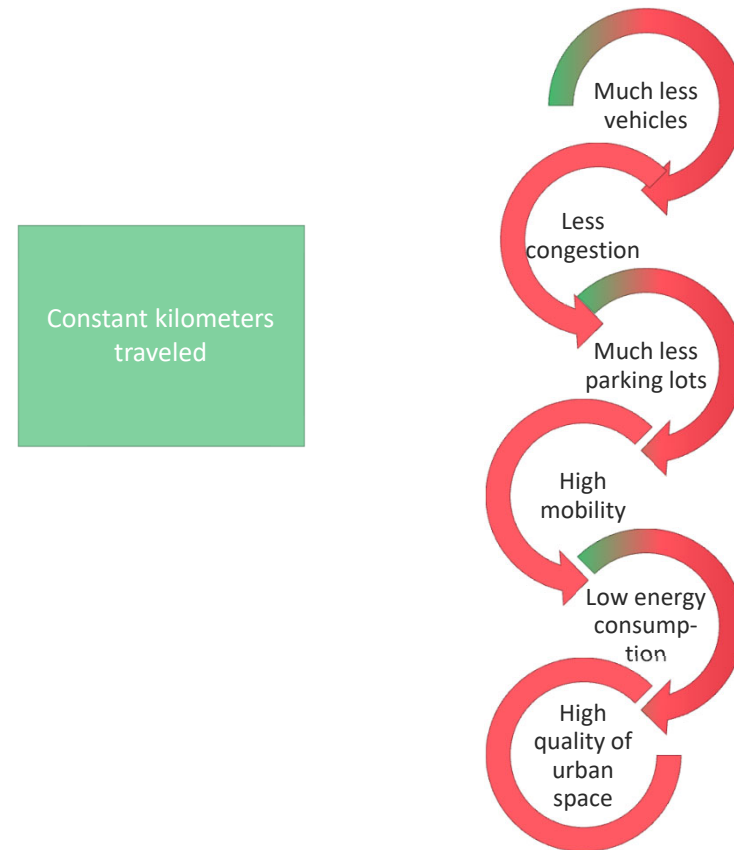 Much less
vehicles
Less
congestion
Constant kilometers
traveled
Much less
parking lots
High
mobility
Low energy
consump-
tion
High
quality of
urban
space